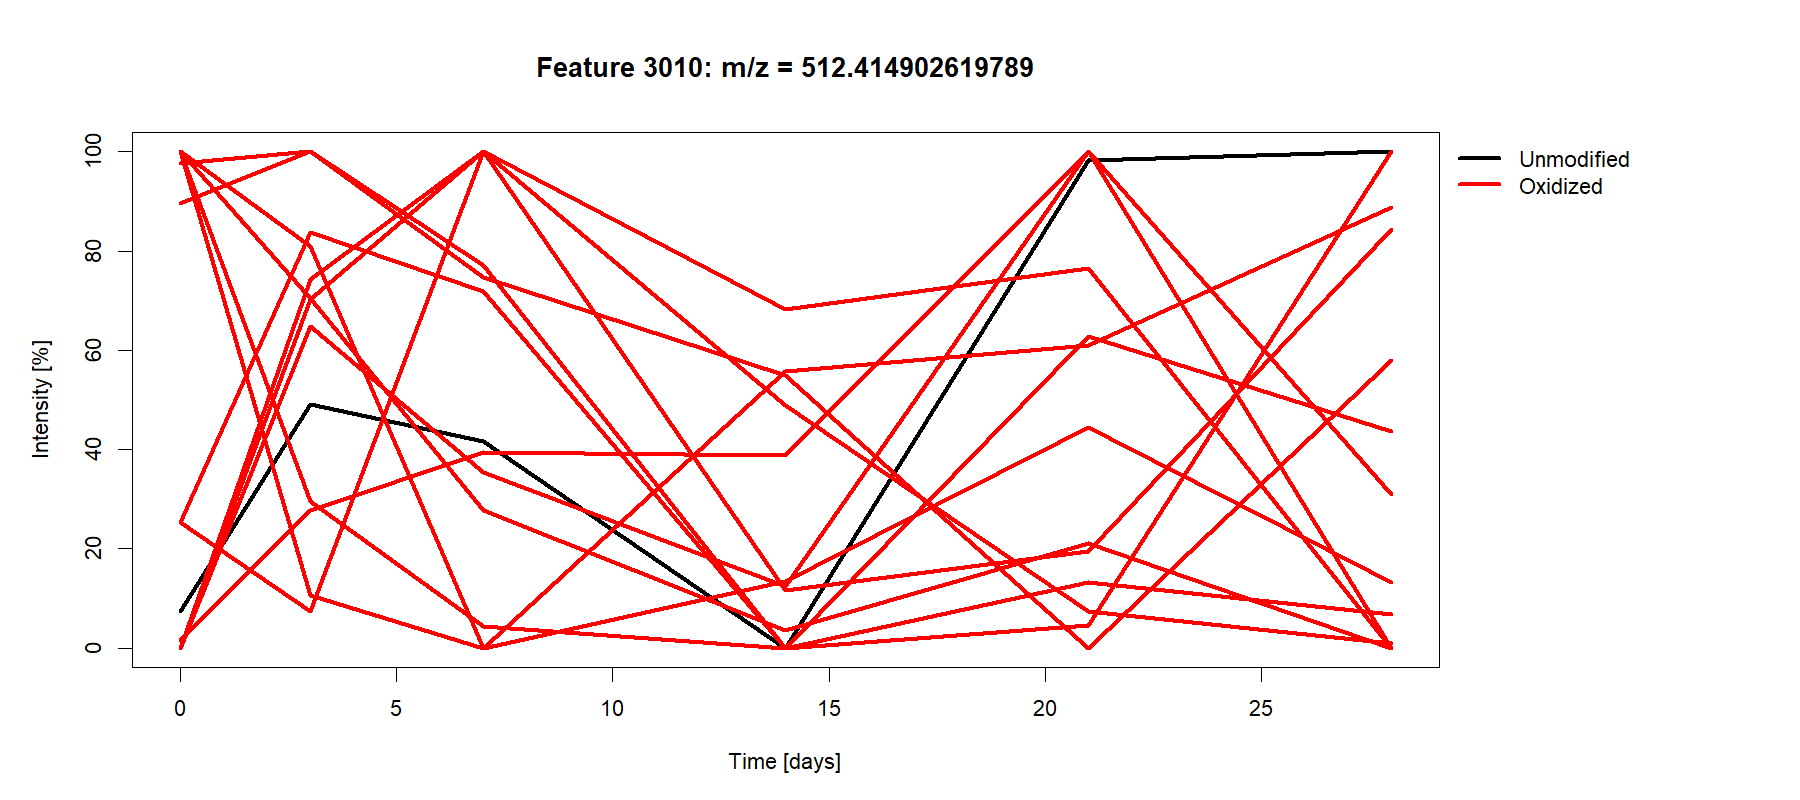 Feature 3010: m/z = 512.414902619789
Unmodified
Oxidized
Intensity [%]
100
80
60
40
20
0
0 5 10 15 20 25
Time [days]